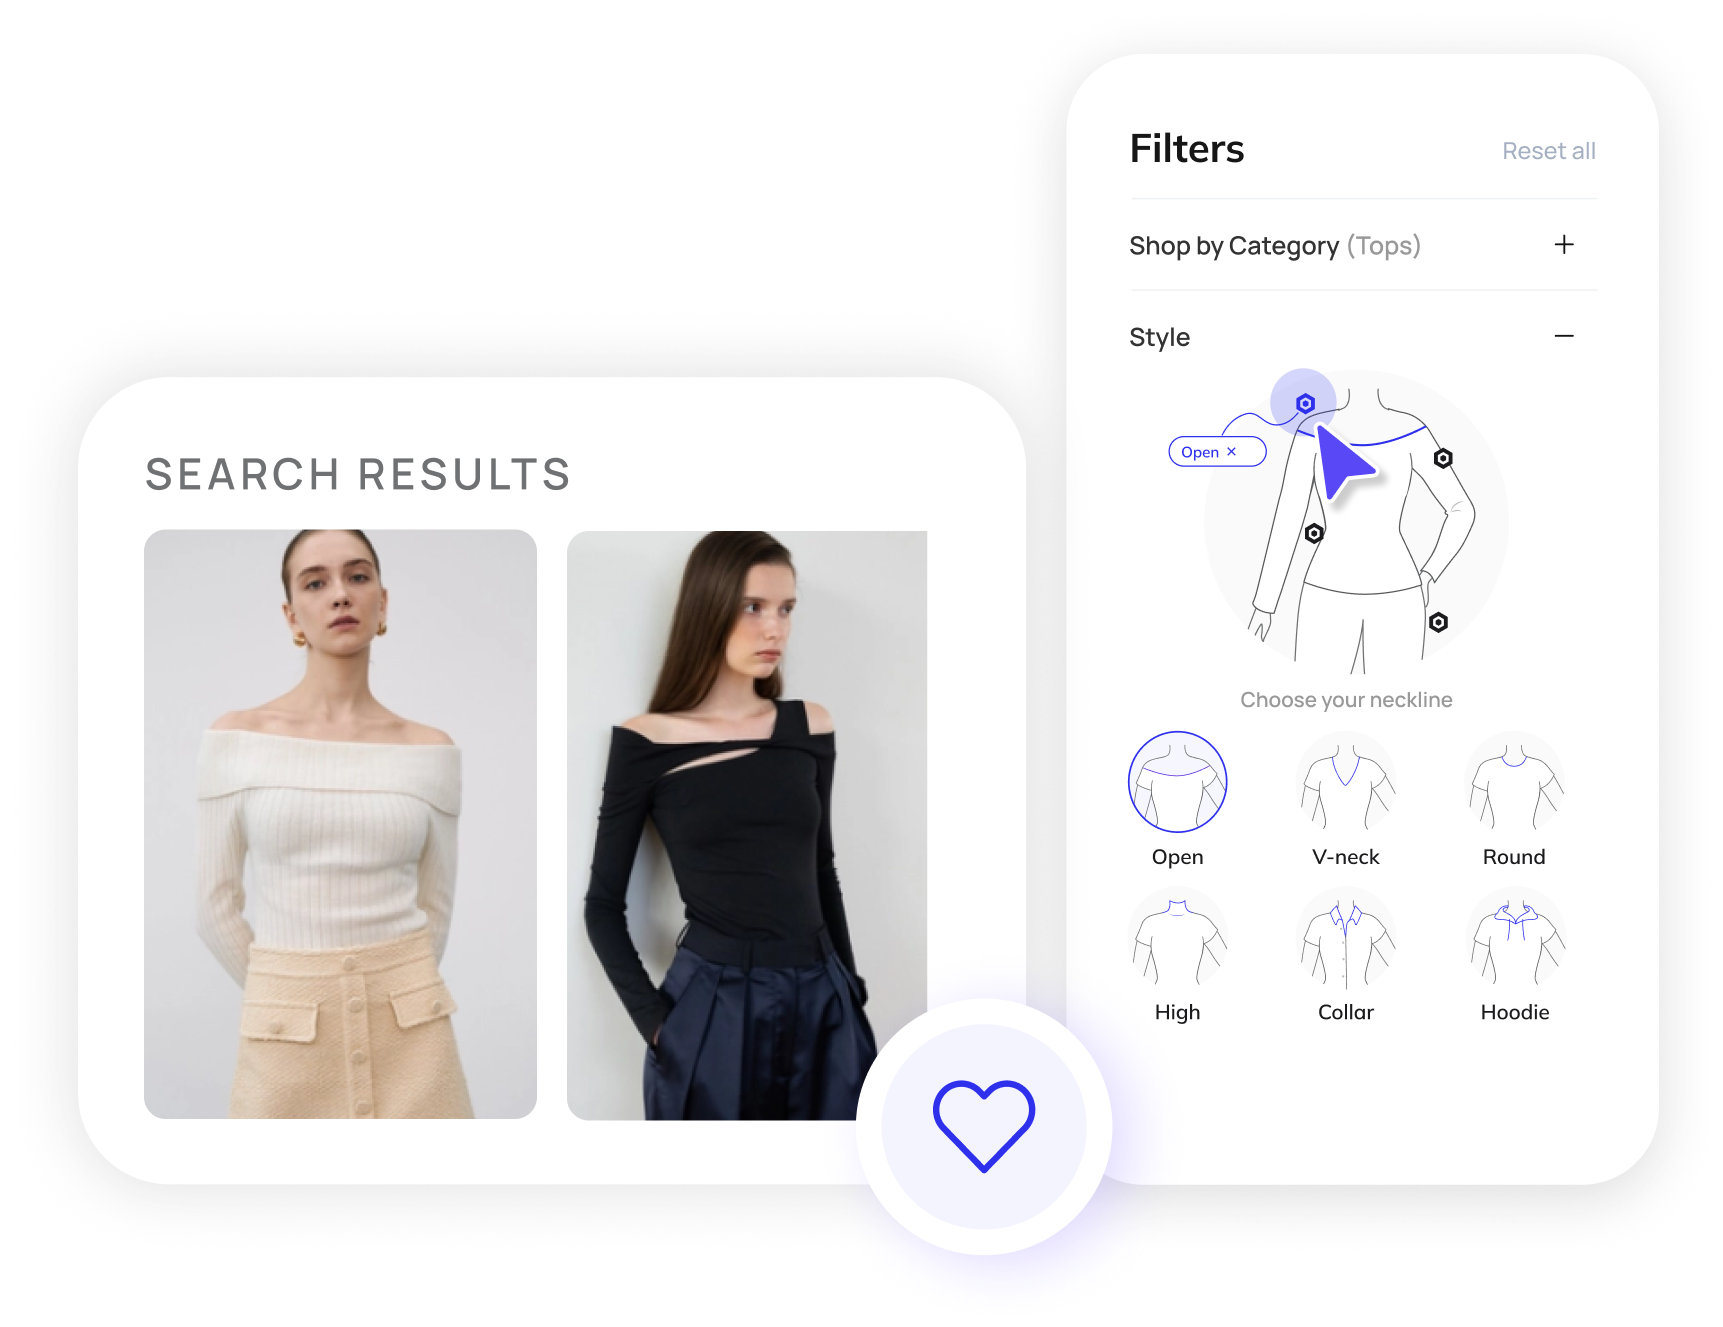 Filters
Reset all
Shop by Category (Tops)
Style
Open ×
Choose your neckline
Open
V-neck
Round
High
Collar
Hoodie
SEARCH RESULTS